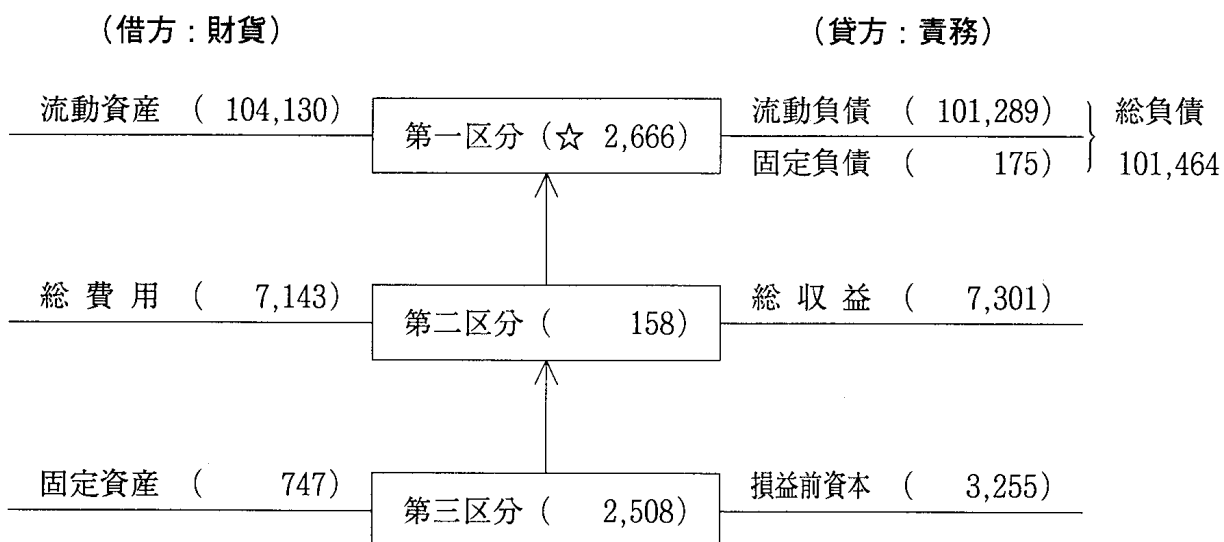 (借方：財貨) (貸方：責務)
流動資産 ( 104,130) 第一区分 (☆ 2,666) 流動負債 ( 101,289) 総負債
固定負債 ( 175) 101,464
総費用 ( 7,143) 第二区分 ( 158) 総収益 ( 7,301)
固定資産 ( 747) 第三区分 ( 2,508) 損益前資本 ( 3,255)